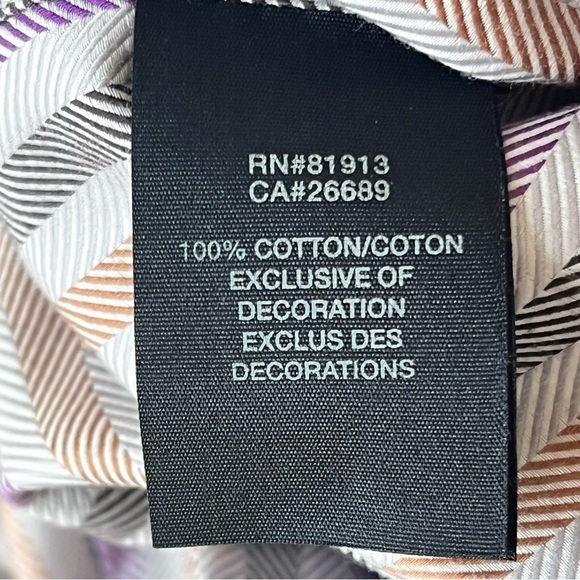 RN#81913
CA#26689
100% COTTON/COTON
EXCLUSIVE OF
DECORATION
EXCLUS DES
DECORATIONS